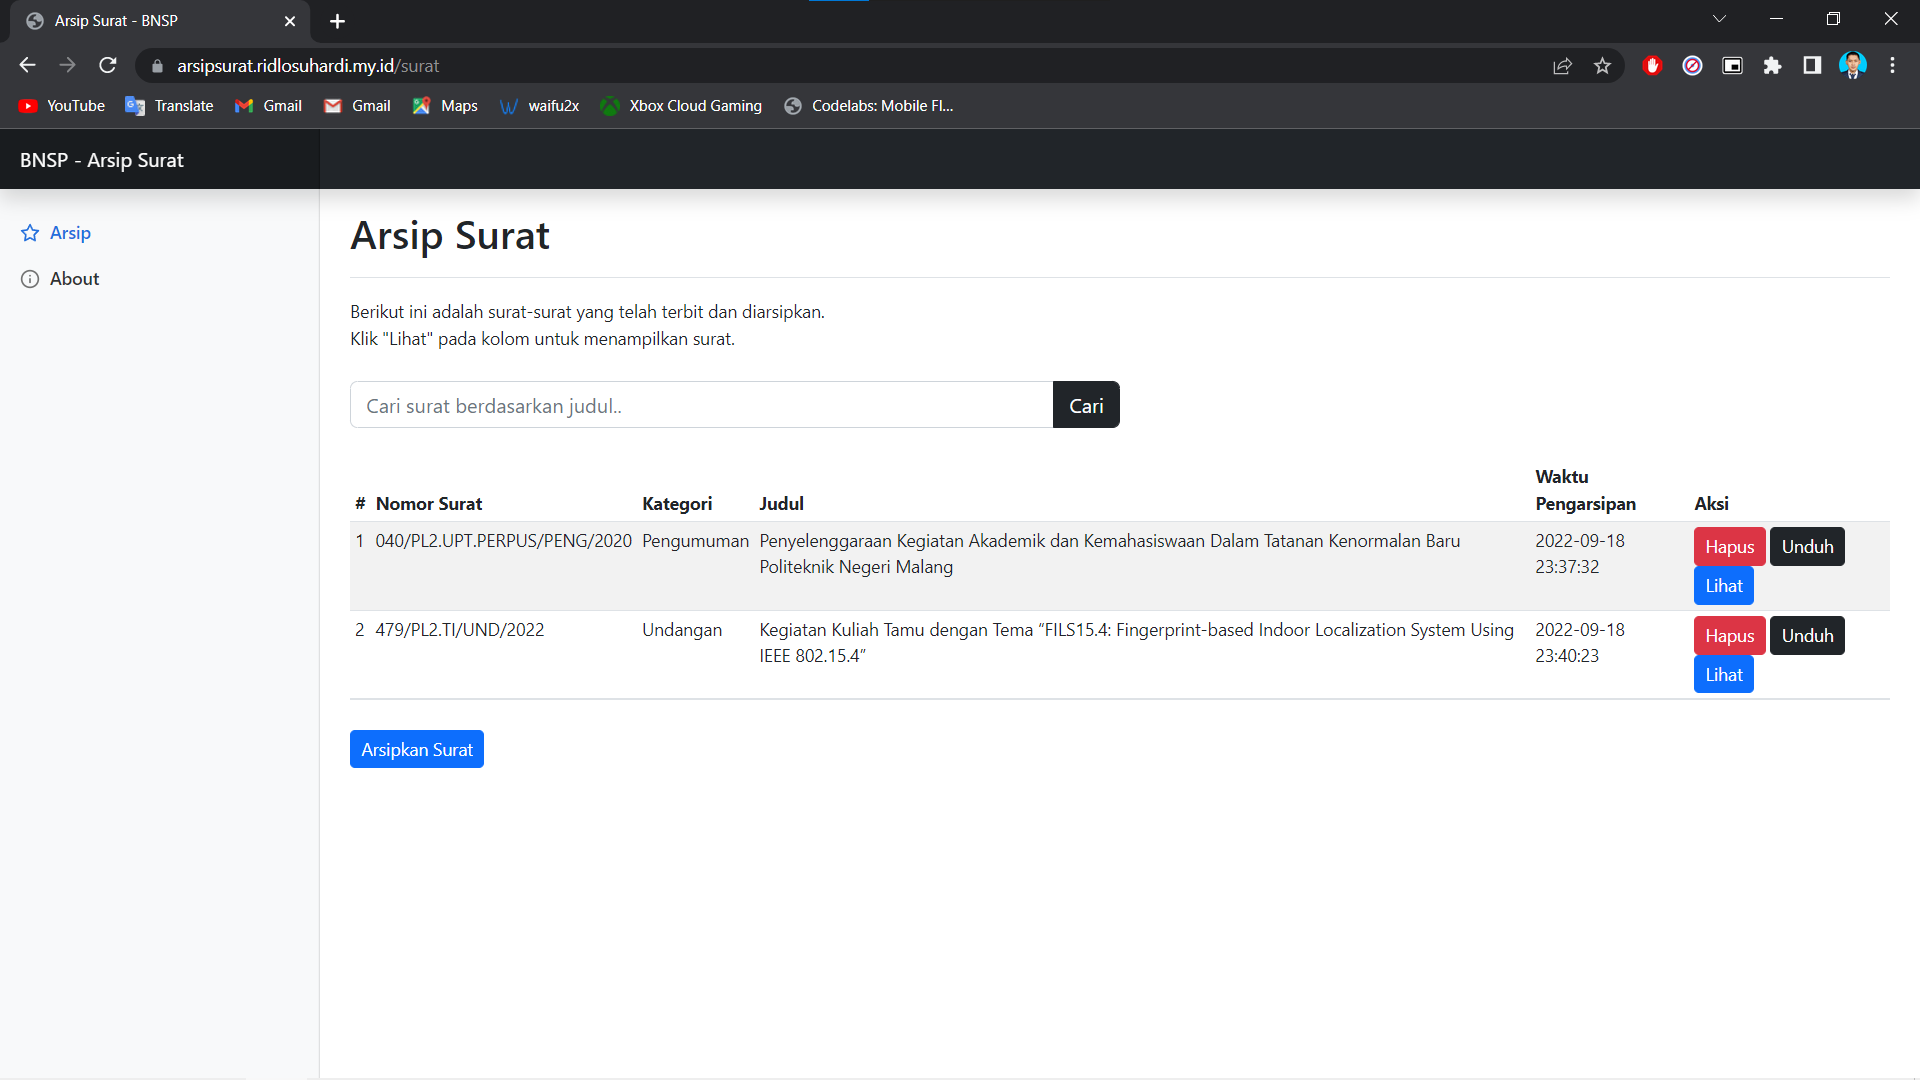 Arsip Surat - BNSP
arsipsurat.ridlosuhardi.my.id/surat
YouTube Translate Gmail Gmail Maps waifu2x Xbox Cloud Gaming Codelabs: Mobile Fl...
BNSP - Arsip Surat
Arsip
About
Arsip Surat
Berikut ini adalah surat-surat yang telah terbit dan diarsipkan.
Klik "Lihat" pada kolom untuk menampilkan surat.
Cari surat berdasarkan judul.. Cari
# Nomor Surat Kategori Judul Waktu Pengarsipan Aksi
1 040/PL2.UPT.PERPUS/PENG/2020 Pengumuman Penyelenggaraan Kegiatan Akademik dan Kemahasiswaan Dalam Tatanan Kenormalan Baru 2022-09-18 Hapus Unduh
Politeknik Negeri Malang 23:37:32
Lihat
2 479/PL2.TI/UND/2022 Undangan Kegiatan Kuliah Tamu dengan Tema “FILS15.4: Fingerprint-based Indoor Localization System Using 2022-09-18 Hapus Unduh
IEEE 802.15.4” 23:40:23
Lihat
Arsipkan Surat